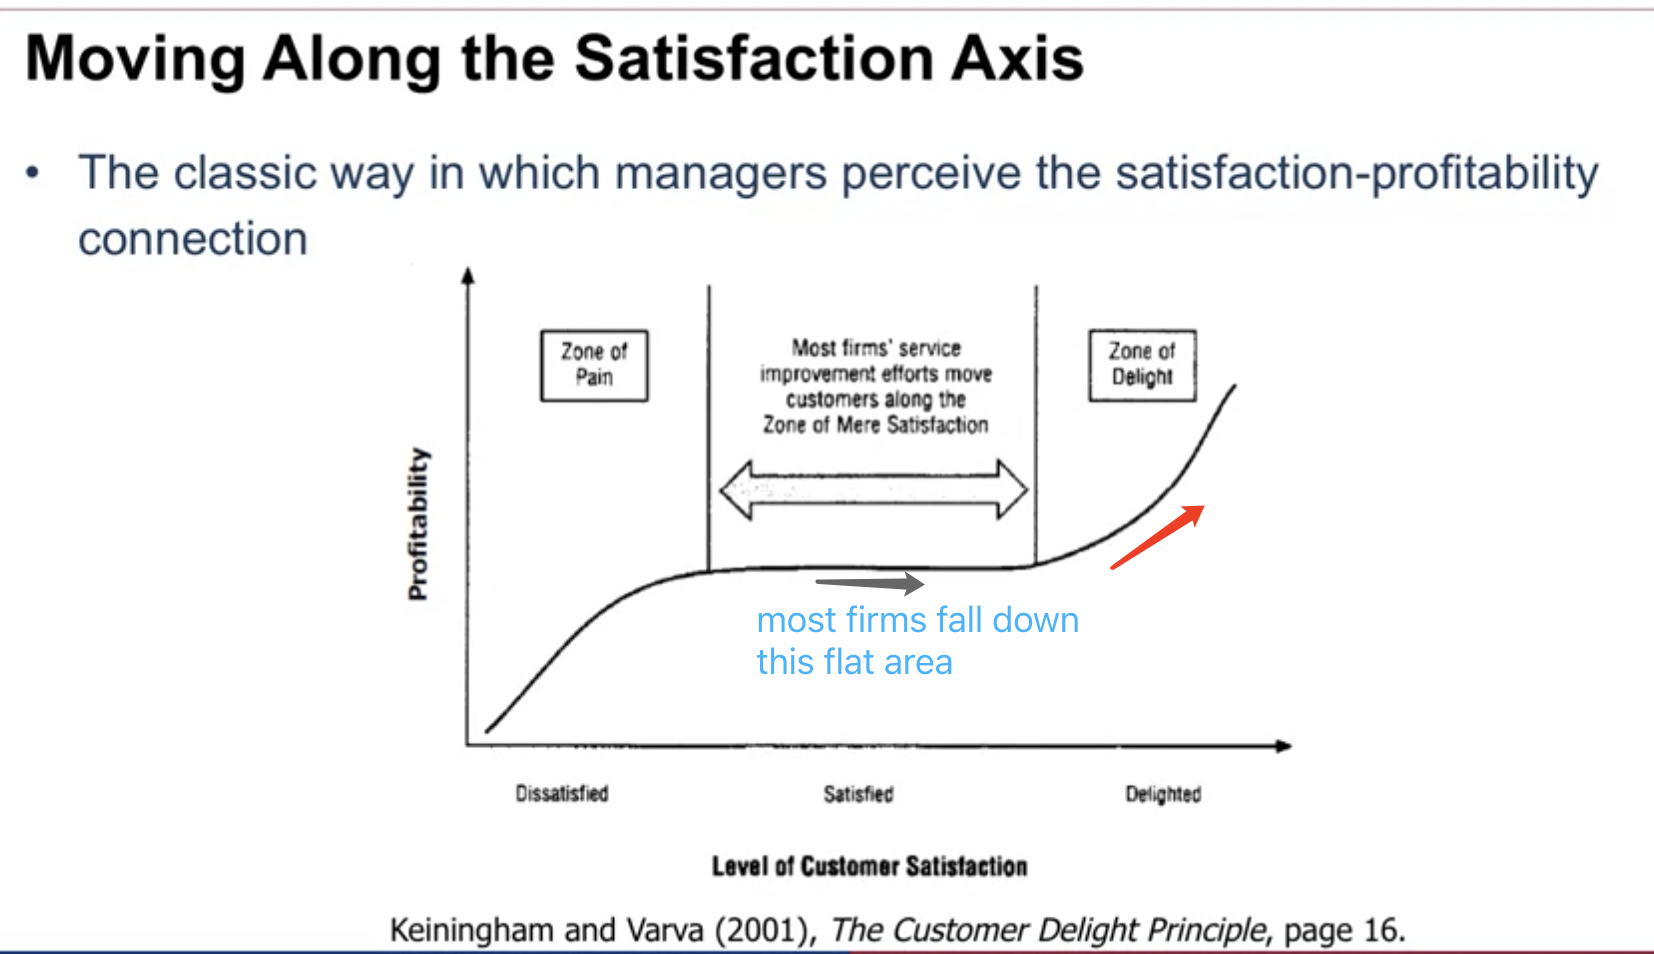 Moving Along the Satisfaction Axis
• The classic way in which managers perceive the satisfaction-profitability
connection
Zone of
Pain
Most firms' service
improvement efforts move
customers along the
Zone of Mere Satisfaction
Zone of
Delight
Profitability
most firms fall down
this flat area
Dissatisfied
Satisfied
Delighted
Level of Customer Satisfaction
Keiningham and Varva (2001), The Customer Delight Principle, page 16.